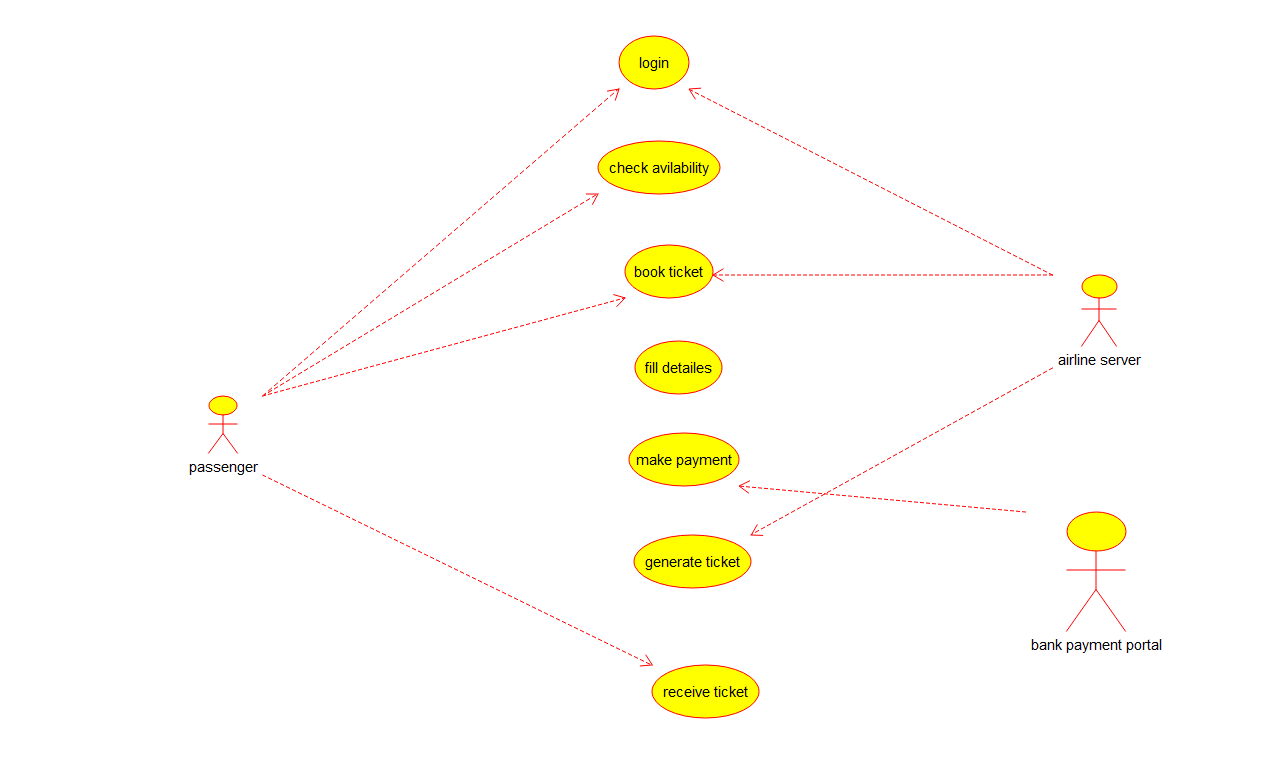 login
check avilability
book ticket
airline server
fill detailes
passenger
make payment
generate ticket
bank payment portal
receive ticket